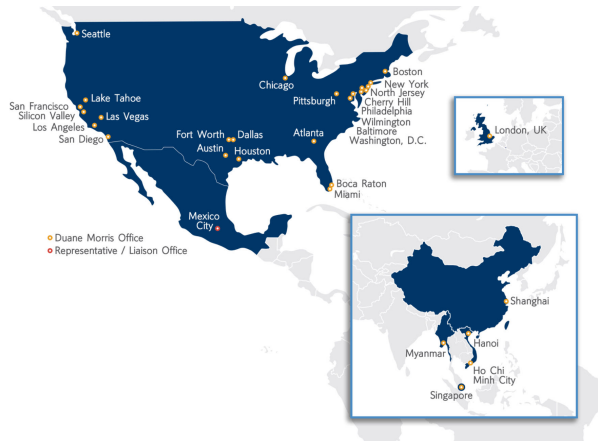 Seattle
Chicago
Boston
New York
North Jersey
Cherry Hill
Philadelphia
Wilmington
Baltimore
Washington, D.C.
Pittsburgh
Lake Tahoe
San Francisco
Silicon Valley
Las Vegas
Los Angeles
San Diego
Fort Worth
Dallas
Austin
Houston
Atlanta
Boca Raton
Miami
Mexico
City
Duane Morris Office
Representative / Liaison Office
London, UK
Shanghai
Hanoi
Myanmar
Ho Chi
Minh City
Singapore